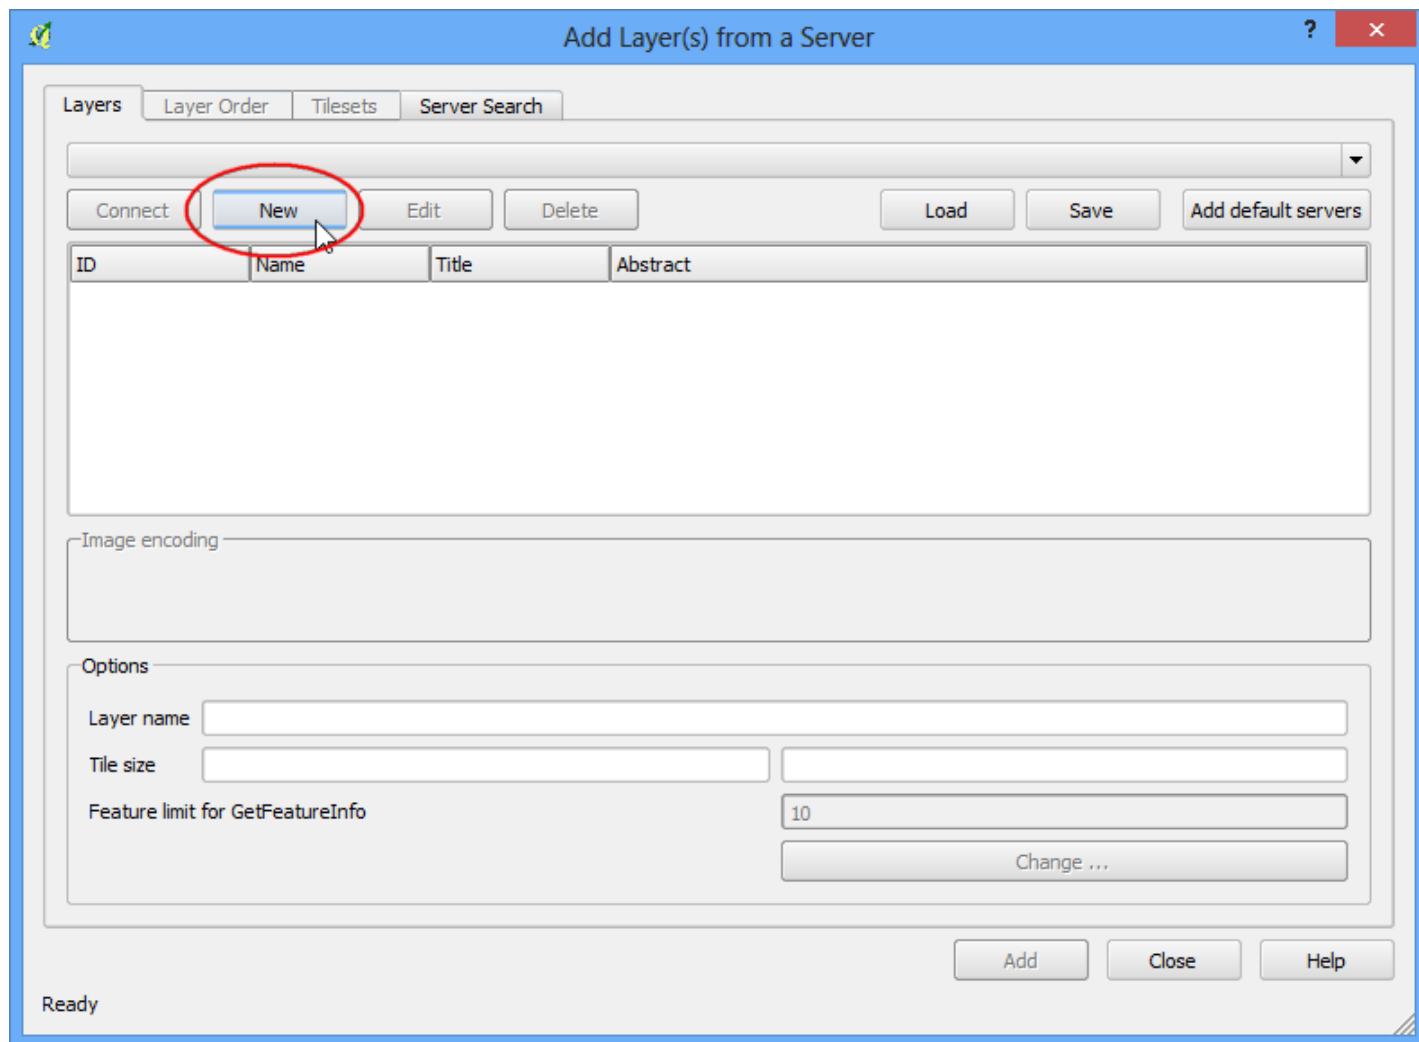 Add Layer(s) from a Server
?
Layers Layer Order Tilesets Server Search
Connect New Edit Delete Load Save Add default servers
ID Name Title Abstract
Image encoding
Options
Layer name
Tile size
Feature limit for GetFeatureInfo 10
Change ...
Add Close Help
Ready